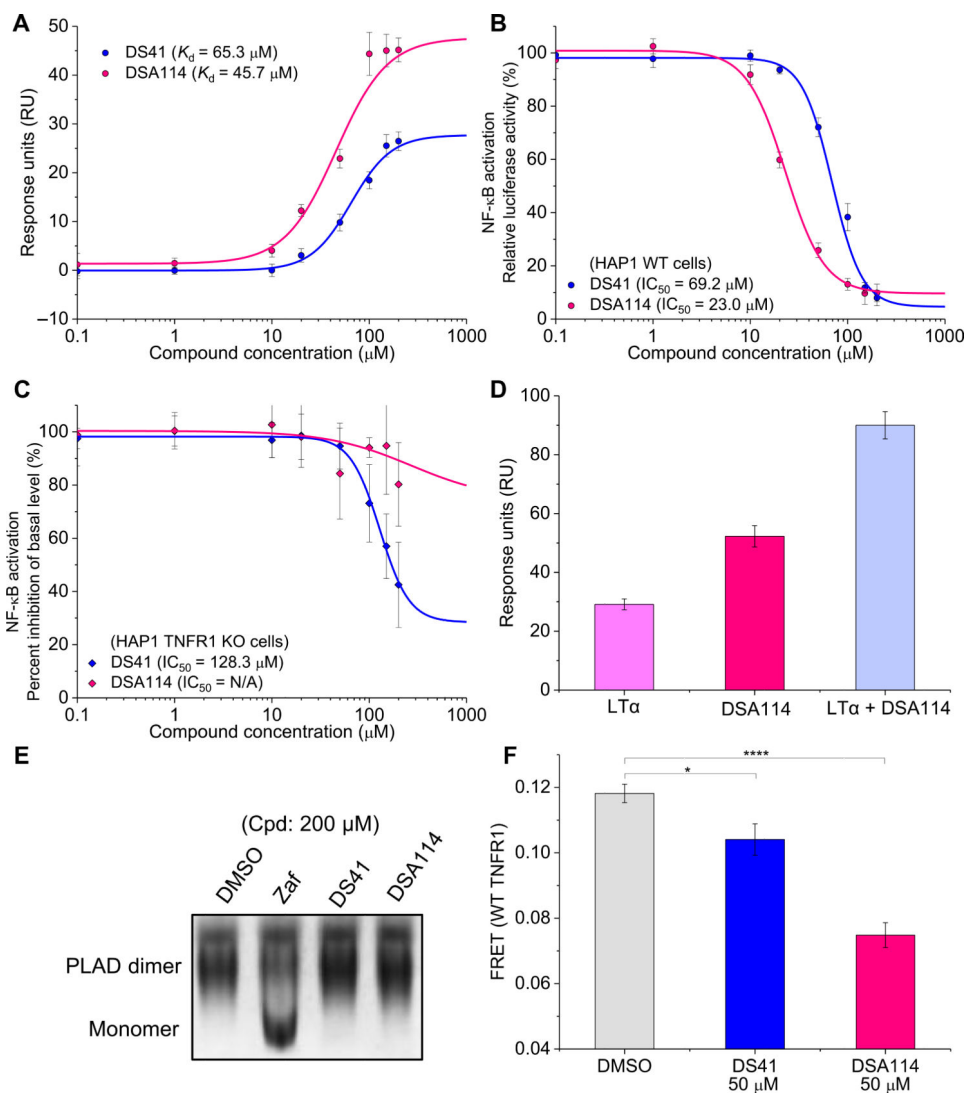 A
50
40
30
20
10
0
−10
Response units (RU)
DS41 (Kd = 65.3 μM)
DSA114 (Kd = 45.7 μM)
0.1 1 10 100 1000
Compound concentration (μM)
B
100
80
60
40
20
0
NF-κB activation
Relative luciferase activity (%)
(HAP1 WT cells)
DS41 (IC50 = 69.2 μM)
DSA114 (IC50 = 23.0 μM)
0.1 1 10 100 1000
Compound concentration (μM)
C
100
80
60
40
20
0
NF-κB activation
Percent inhibition of basal level (%)
(HAP1 TNFR1 KO cells)
DS41 (IC50 = 128.3 μM)
DSA114 (IC50 = N/A)
0.1 1 10 100 1000
Compound concentration (μM)
D
100
80
60
40
20
0
Response units (RU)
LTα DSA114 LTα + DSA114
E
(Cpd: 200 μM)
DMSO Zaf DS41 DSA114
PLAD dimer
Monomer
F
0.12
0.10
0.08
0.06
0.04
FRET (WT TNFR1)
****
*
DMSO DS41 DSA114
50 μM 50 μM